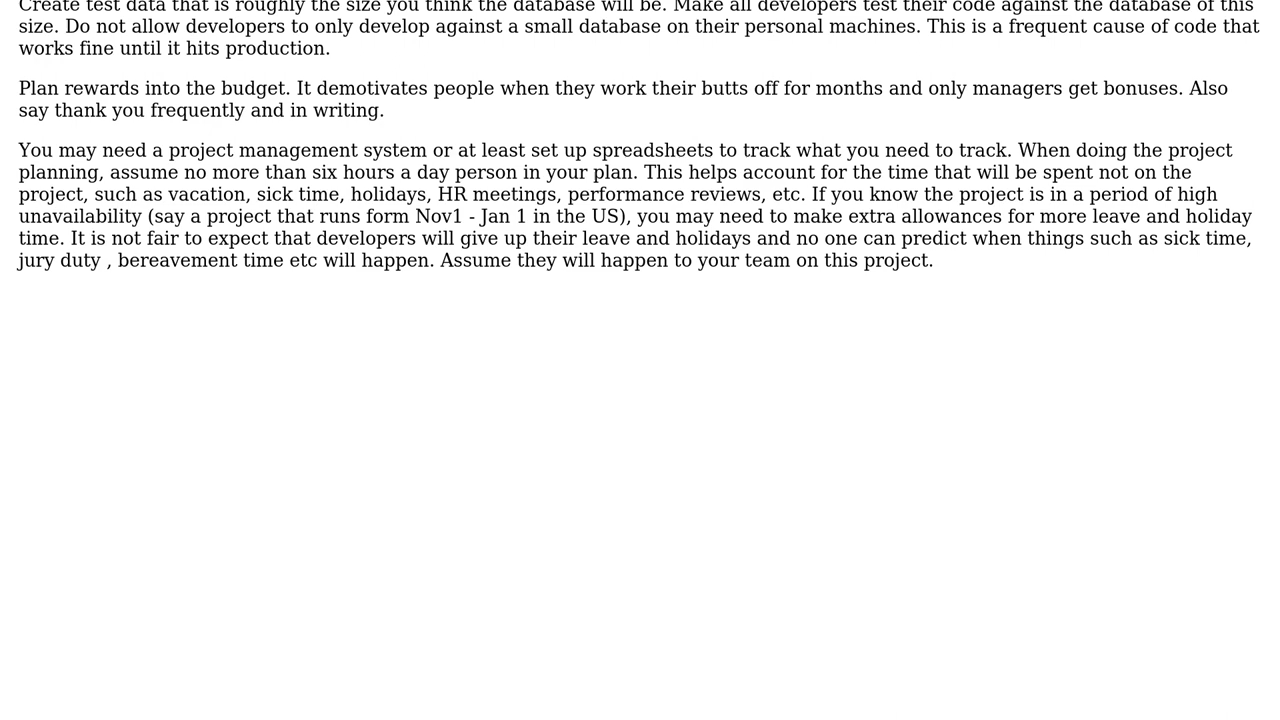 Create test data that is roughly the size you think the database will be. Make all developers test their code against the database of this
size. Do not allow developers to only develop against a small database on their personal machines. This is a frequent cause of code that
works fine until it hits production.
Plan rewards into the budget. It demotivates people when they work their butts off for months and only managers get bonuses. Also
say thank you frequently and in writing.
You may need a project management system or at least set up spreadsheets to track what you need to track. When doing the project
planning, assume no more than six hours a day person in your plan. This helps account for the time that will be spent not on the
project, such as vacation, sick time, holidays, HR meetings, performance reviews, etc. If you know the project is in a period of high
unavailability (say a project that runs form Nov1 - Jan 1 in the US), you may need to make extra allowances for more leave and holiday
time. It is not fair to expect that developers will give up their leave and holidays and no one can predict when things such as sick time,
jury duty , bereavement time etc will happen. Assume they will happen to your team on this project.